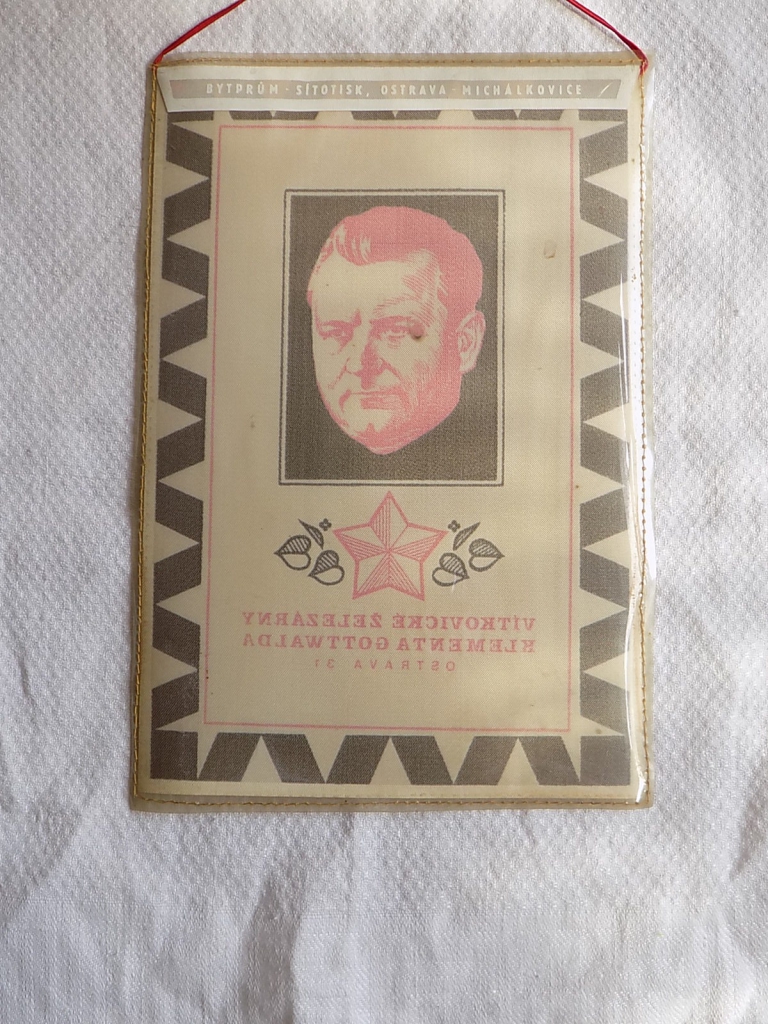 BYTPRŮM - SÍTOTISK, OSTRAVA - MICHÁLKOVICE
VÍTKOVICKÉ ŽELEZÁRNY
KLEMENTA GOTTWALDA
OSTRAVA 31